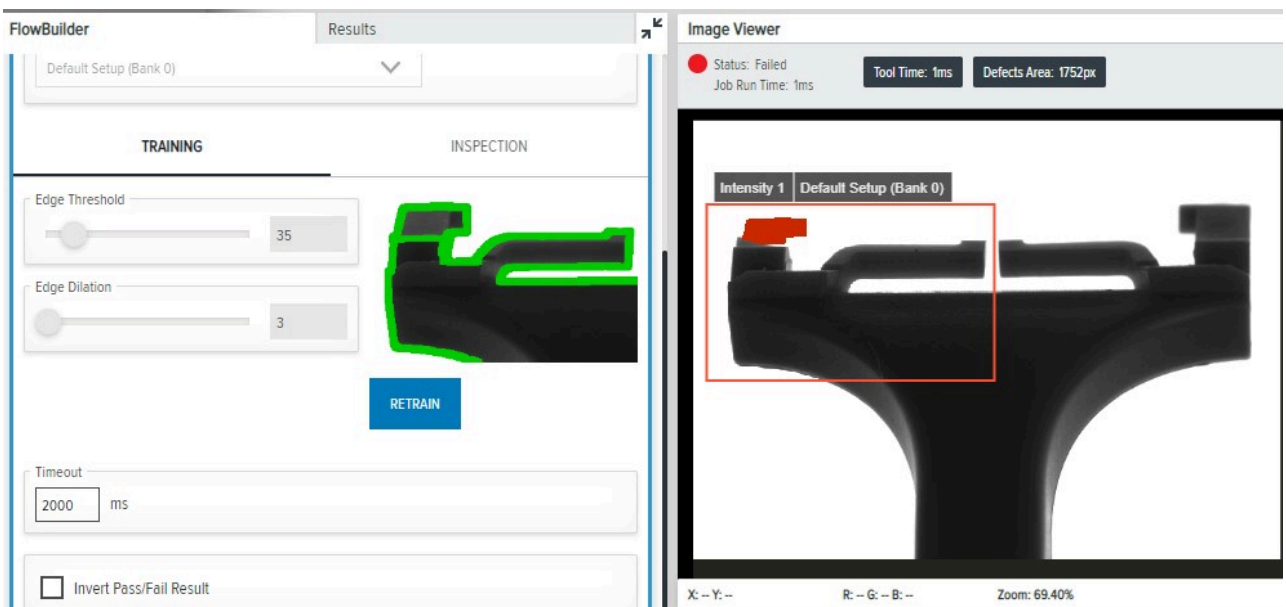 FlowBuilder
Results
Default Setup (Bank 0)
TRAINING
INSPECTION
Edge Threshold
35
Edge Dilation
3
RETRAIN
Timeout
2000 ms
Invert Pass/Fail Result
Image Viewer
Status: Failed
Job Run Time: 1ms
Tool Time: 1ms
Defects Area: 1752px
Intensity 1
Default Setup (Bank 0)
X: -- Y: --
R: -- G: -- B: --
Zoom: 69.40%